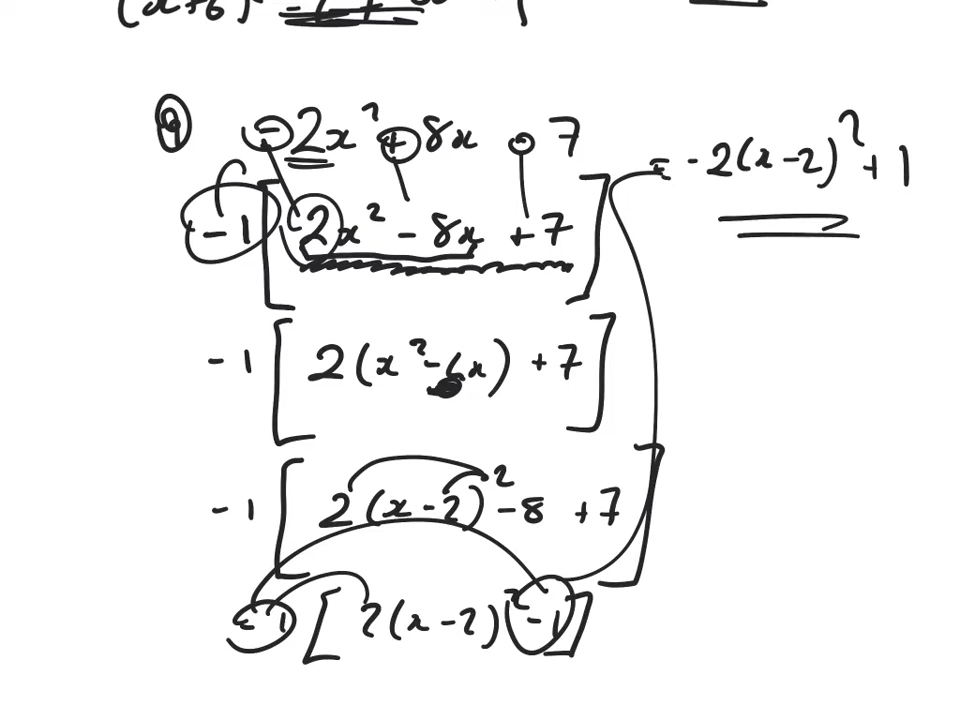 9 -2x² + 8x - 7 = -2(x-2)² + 1
-1 [ 2x² - 8x + 7 ]
-1 [ 2(x² - 4x) + 7 ]
-1 [ 2(x-2)² - 8 + 7 ]
-1 [ 2(x-2)² - 1 ]